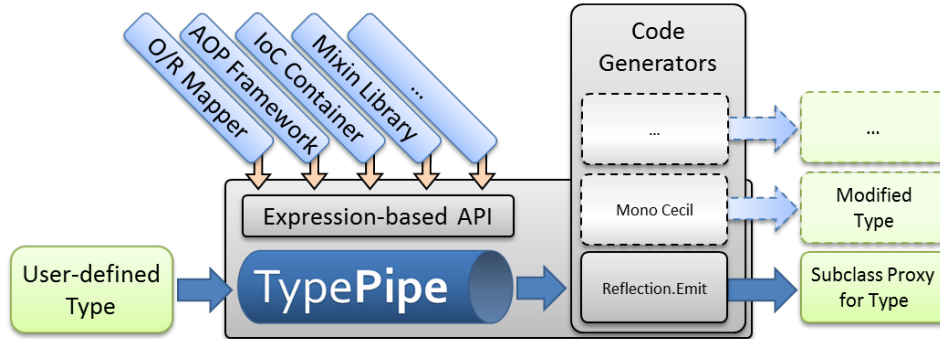 O/R Mapper
AOP Framework
IoC Container
Mixin Library
...
Code
Generators
...
...
Expression-based API
Mono Cecil
Modified
Type
User-defined
Type
TypePipe
Reflection.Emit
Subclass Proxy
for Type